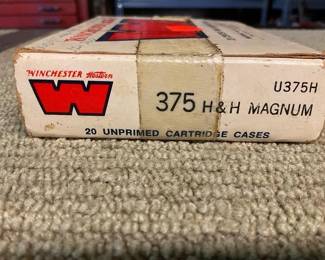 WINCHESTER Western
W
U375H
375 H&H MAGNUM
20 UNPRIMED CARTRIDGE CASES